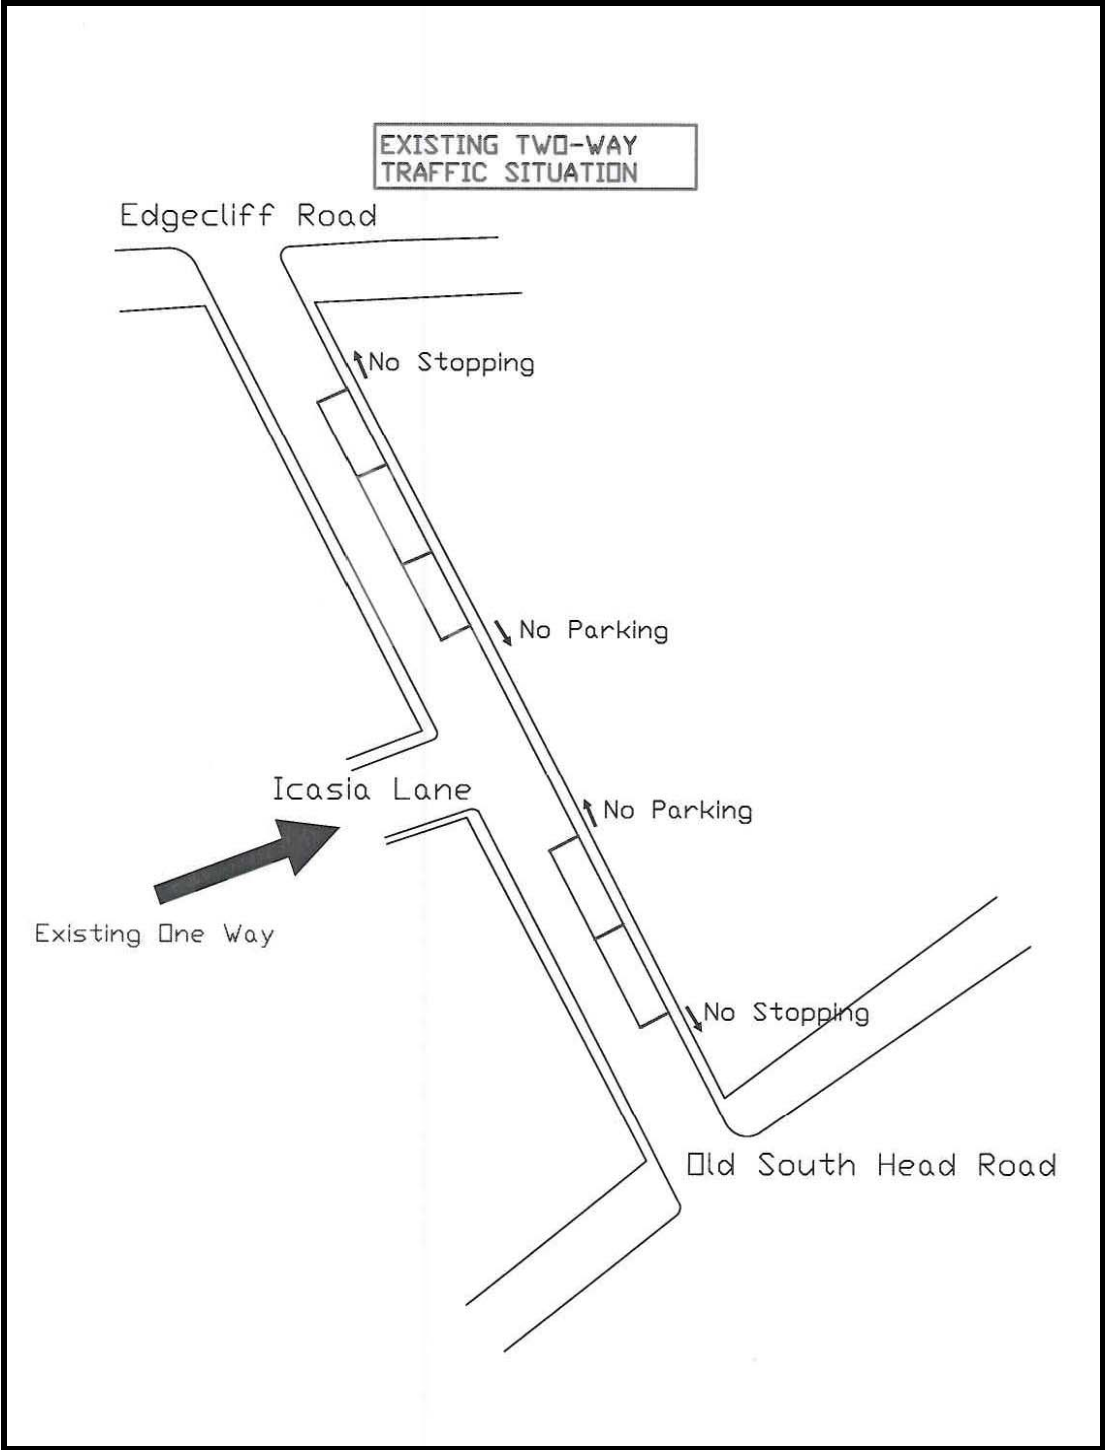 EXISTING TWO-WAY
TRAFFIC SITUATION
Edgecliff Road
No Stopping
No Parking
Icasia Lane
No Parking
Existing One Way
No Stopping
Old South Head Road